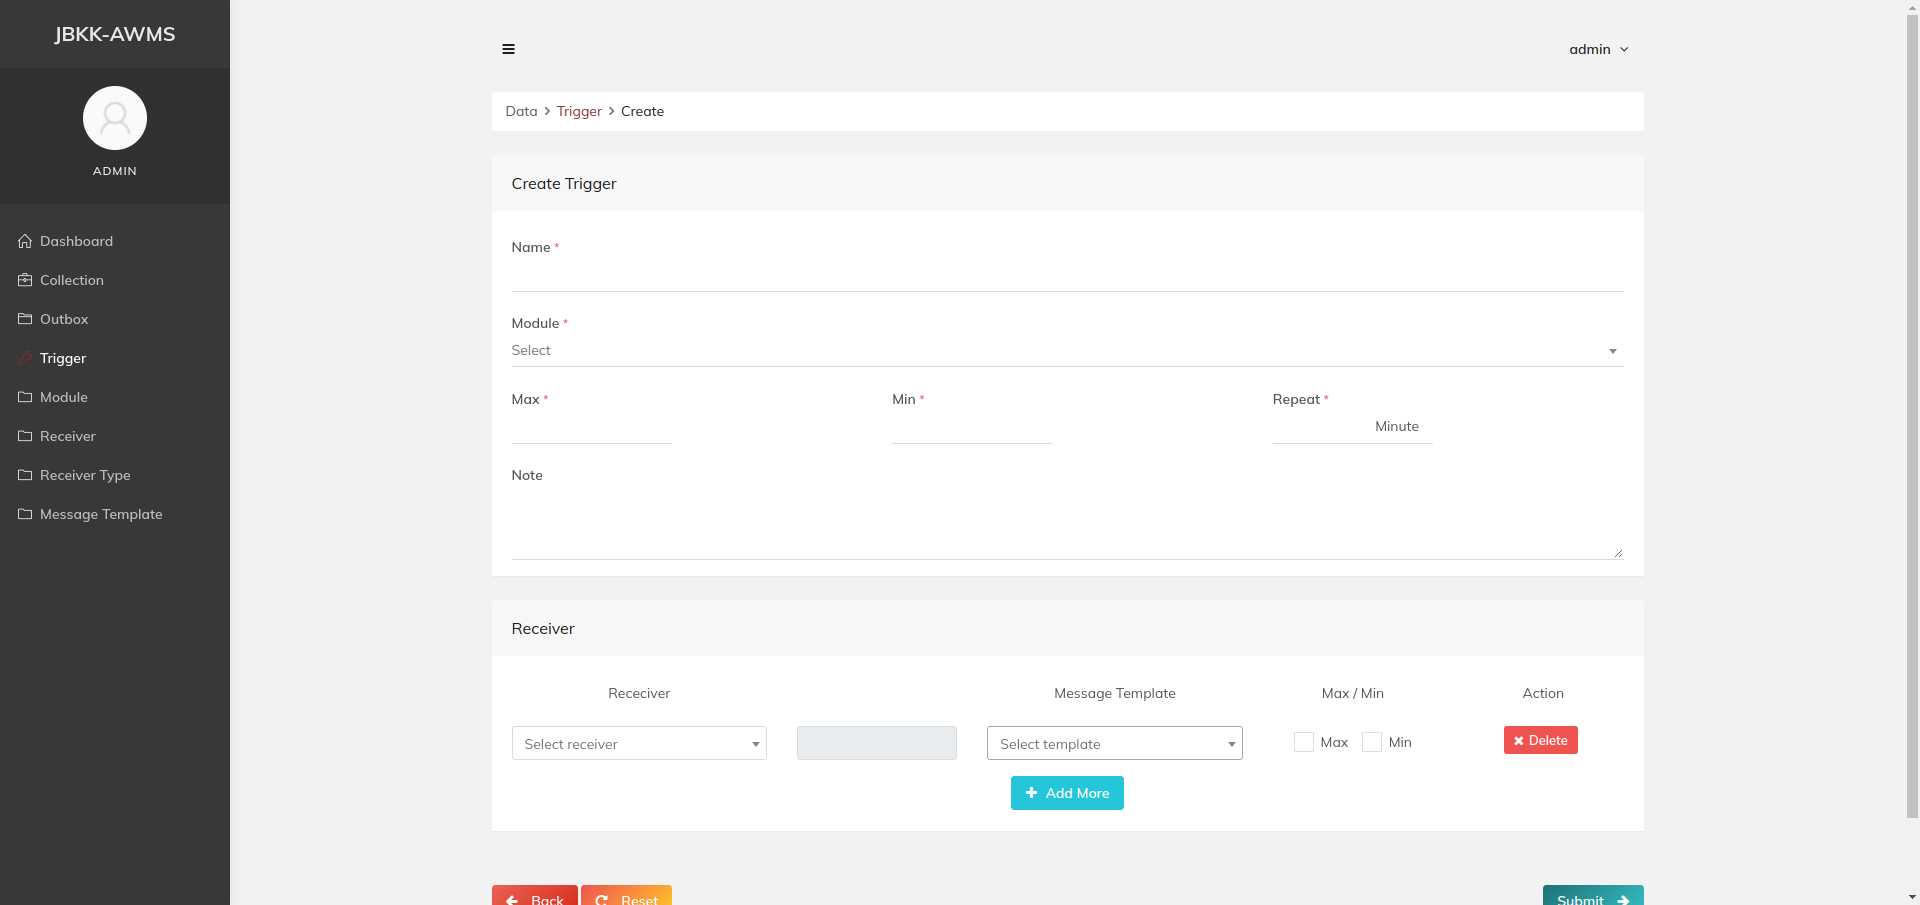 JBKK-AWMS
ADMIN
Dashboard
Collection
Outbox
Trigger
Module
Receiver
Receiver Type
Message Template
admin
Data > Trigger > Create
Create Trigger
Name *
Module *
Select
Max * Min * Repeat *
Minute
Note
Receiver
Receciver Message Template Max / Min Action
Select receiver Select template Max Min Delete
Add More
Back Reset Submit